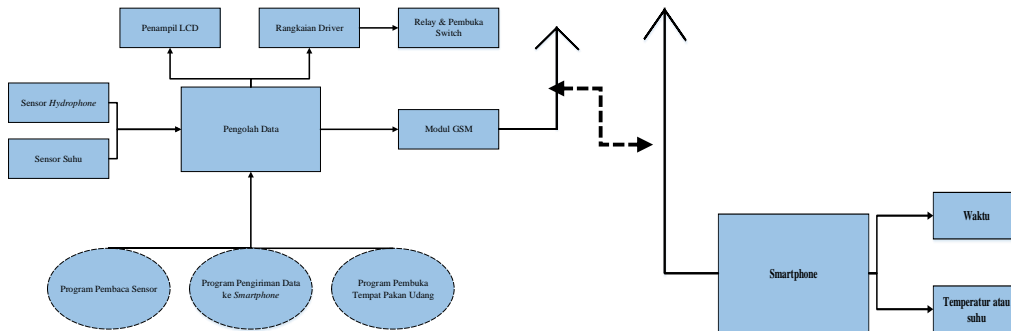 Penampil LCD
Rangkaian Driver
Relay & Pembuka
Switch
Sensor Hydrophone
Sensor Suhu
Pengolah Data
Modul GSM
Program Pembaca Sensor
Program Pengiriman Data
ke Smartphone
Program Pembuka
Tempat Pakan Udang
Smartphone
Waktu
Temperatur atau
suhu